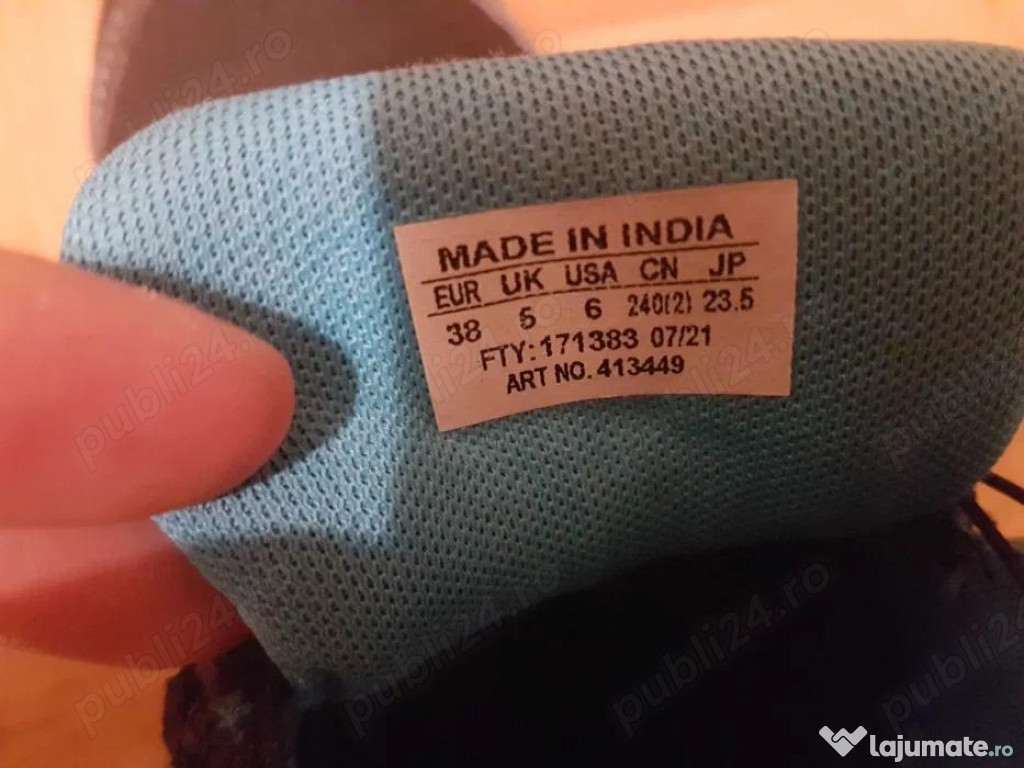 MADE IN INDIA
EUR UK USA CN JP
38 5 6 240(2) 23.5
FTY:171383 07/21
ART NO. 413449
publi24.ro
lajumate.ro